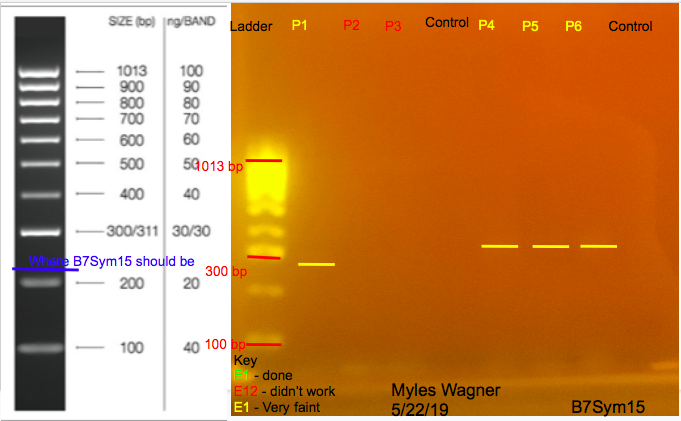 SIZE (bp) ng/BAND
1013 100
900 90
800 80
700 70
600 60
500 50
400 40
300/311 30/30
Where B7Sym15 should be
200 20
100 40
Ladder P1 P2 P3 Control P4 P5 P6 Control
1013 bp
300 bp
100 bp
Key
E1 - done
E12 - didn't work
E1 - Very faint
Myles Wagner
5/22/19
B7Sym15